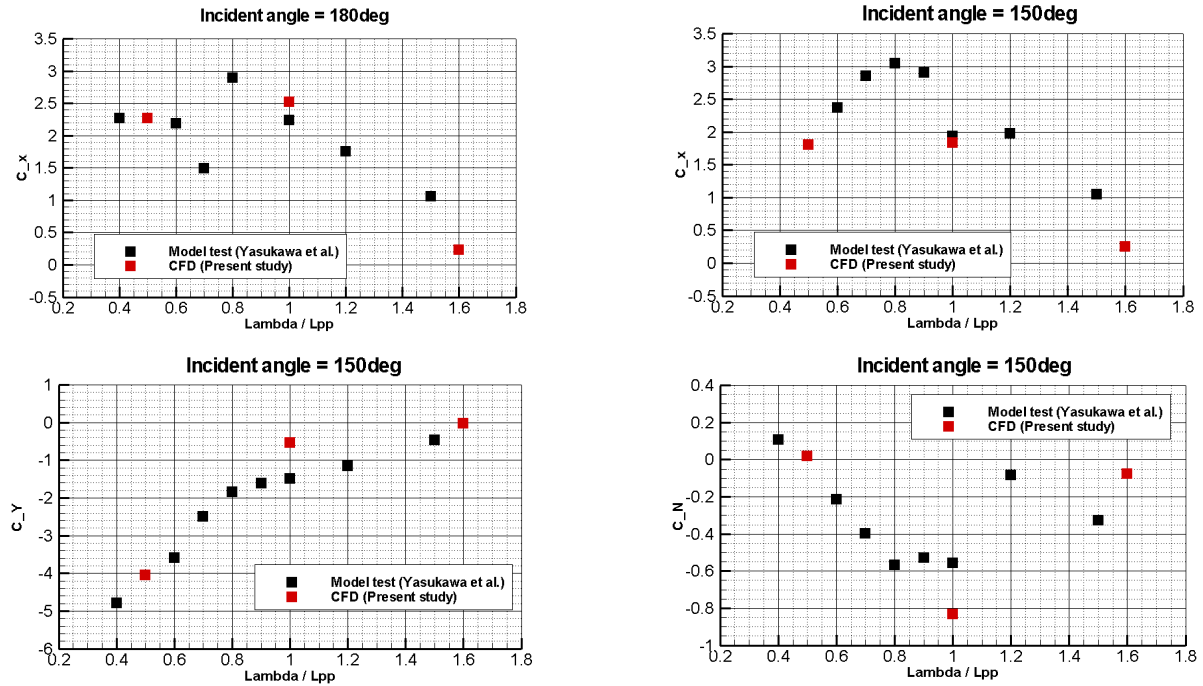 Incident angle = 180deg
3.5
3
2.5
2
1.5
1
0.5
0
-0.5
C_x
Model test (Yasukawa et al.)
CFD (Present study)
0.2 0.4 0.6 0.8 1 1.2 1.4 1.6 1.8
Lambda / Lpp
Incident angle = 150deg
3.5
3
2.5
2
1.5
1
0.5
0
-0.5
C_x
Model test (Yasukawa et al.)
CFD (Present study)
0.2 0.4 0.6 0.8 1 1.2 1.4 1.6 1.8
Lambda / Lpp
Incident angle = 150deg
1
0
-1
-2
-3
-4
-5
-6
C_Y
Model test (Yasukawa et al.)
CFD (Present study)
0.2 0.4 0.6 0.8 1 1.2 1.4 1.6 1.8
Lambda / Lpp
Incident angle = 150deg
0.4
0.2
0
-0.2
-0.4
-0.6
-0.8
-1
C_N
Model test (Yasukawa et al.)
CFD (Present study)
0.2 0.4 0.6 0.8 1 1.2 1.4 1.6 1.8
Lambda / Lpp